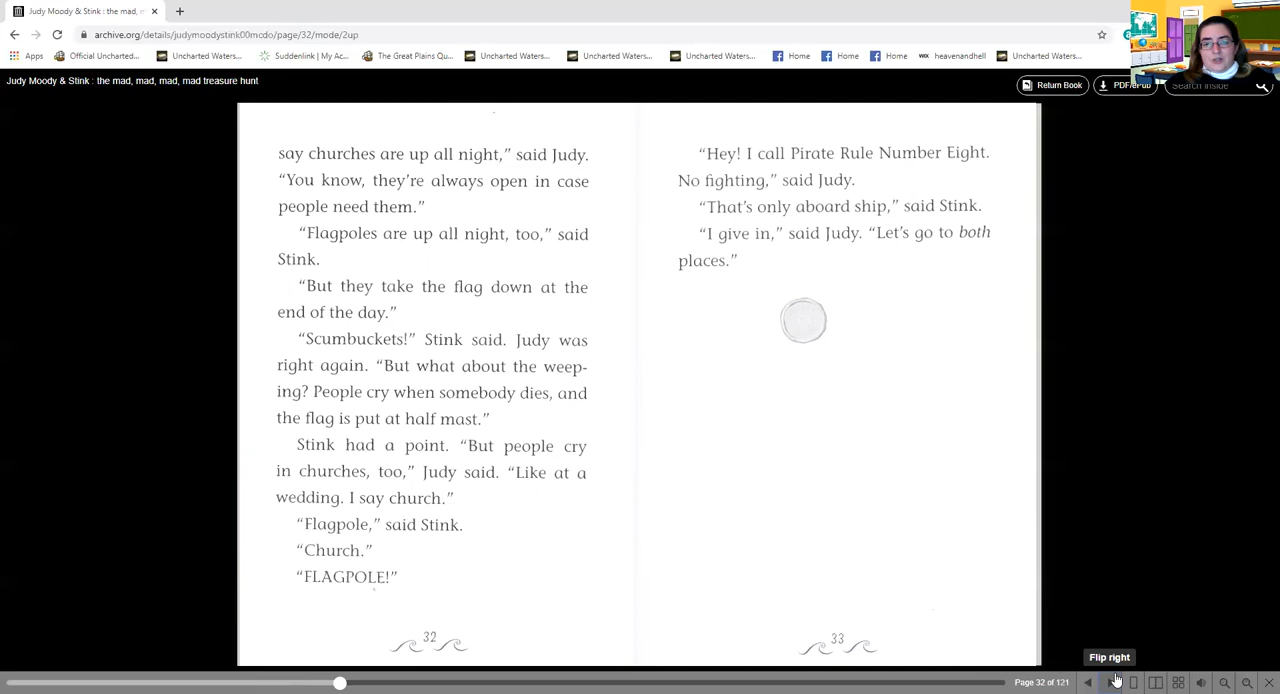 Judy Moody & Stink : the mad, m
archive.org/details/judymoodystink00mcdo/page/32/mode/2up
Apps
Official Uncharted...
Uncharted Waters...
Suddenlink | My Ac...
The Great Plains Qu...
Uncharted Waters...
Uncharted Waters...
Uncharted Waters...
Home
Home
Home
WIX
heavenandhell
Uncharted Waters...
Judy Moody & Stink : the mad, mad, mad, mad treasure hunt
Return Book
PDF/ePub
Search inside
say churches are up all night,” said Judy.
“You know, they’re always open in case
people need them.”
“Flagpoles are up all night, too,” said
Stink.
“But they take the flag down at the
end of the day.”
“Scumbuckets!” Stink said. Judy was
right again. “But what about the weep-
ing? People cry when somebody dies, and
the flag is put at half mast.”
Stink had a point. “But people cry
in churches, too,” Judy said. “Like at a
wedding. I say church.”
“Flagpole,” said Stink.
“Church.”
“FLAGPOLE!”
32
“Hey! I call Pirate Rule Number Eight.
No fighting,” said Judy.
“That’s only aboard ship,” said Stink.
“I give in,” said Judy. “Let’s go to both
places.”
33
Flip right
Page 32 of 121